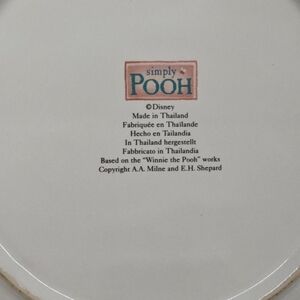 simply
POOH
© Disney
Made in Thailand
Fabriquée en Thaïlande
Hecho en Tailandia
In Thailand hergestellt
Fabbricato in Thailandia
Based on the "Winnie the Pooh" works
Copyright A.A. Milne and E.H. Shepard